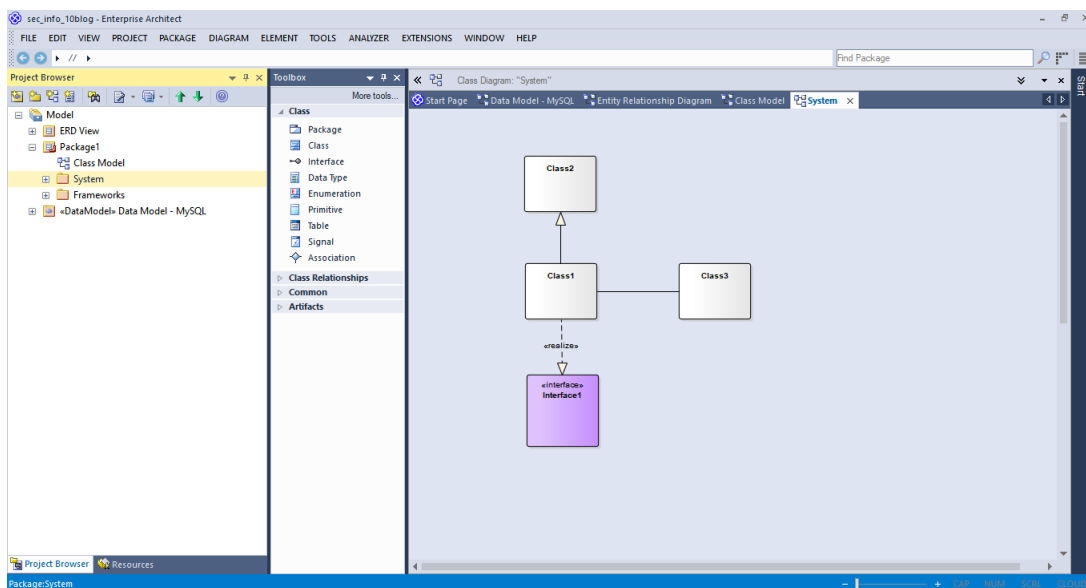 sec_info_10blog - Enterprise Architect
FILE EDIT VIEW PROJECT PACKAGE DIAGRAM ELEMENT TOOLS ANALYZER EXTENSIONS WINDOW HELP
Find Package
Project Browser
Model
ERD View
Package1
Class Model
System
Frameworks
«DataModel» Data Model - MySQL
Project Browser Resources
Toolbox
More tools...
Class
Package
Class
Interface
Data Type
Enumeration
Primitive
Table
Signal
Association
Class Relationships
Common
Artifacts
Class Diagram: "System"
Start Page Data Model - MySQL Entity Relationship Diagram Class Model System
Class2
Class1 Class3
«realize»
«interface»
Interface1
Start
Package:System CAP NUM SCRL CLOUD